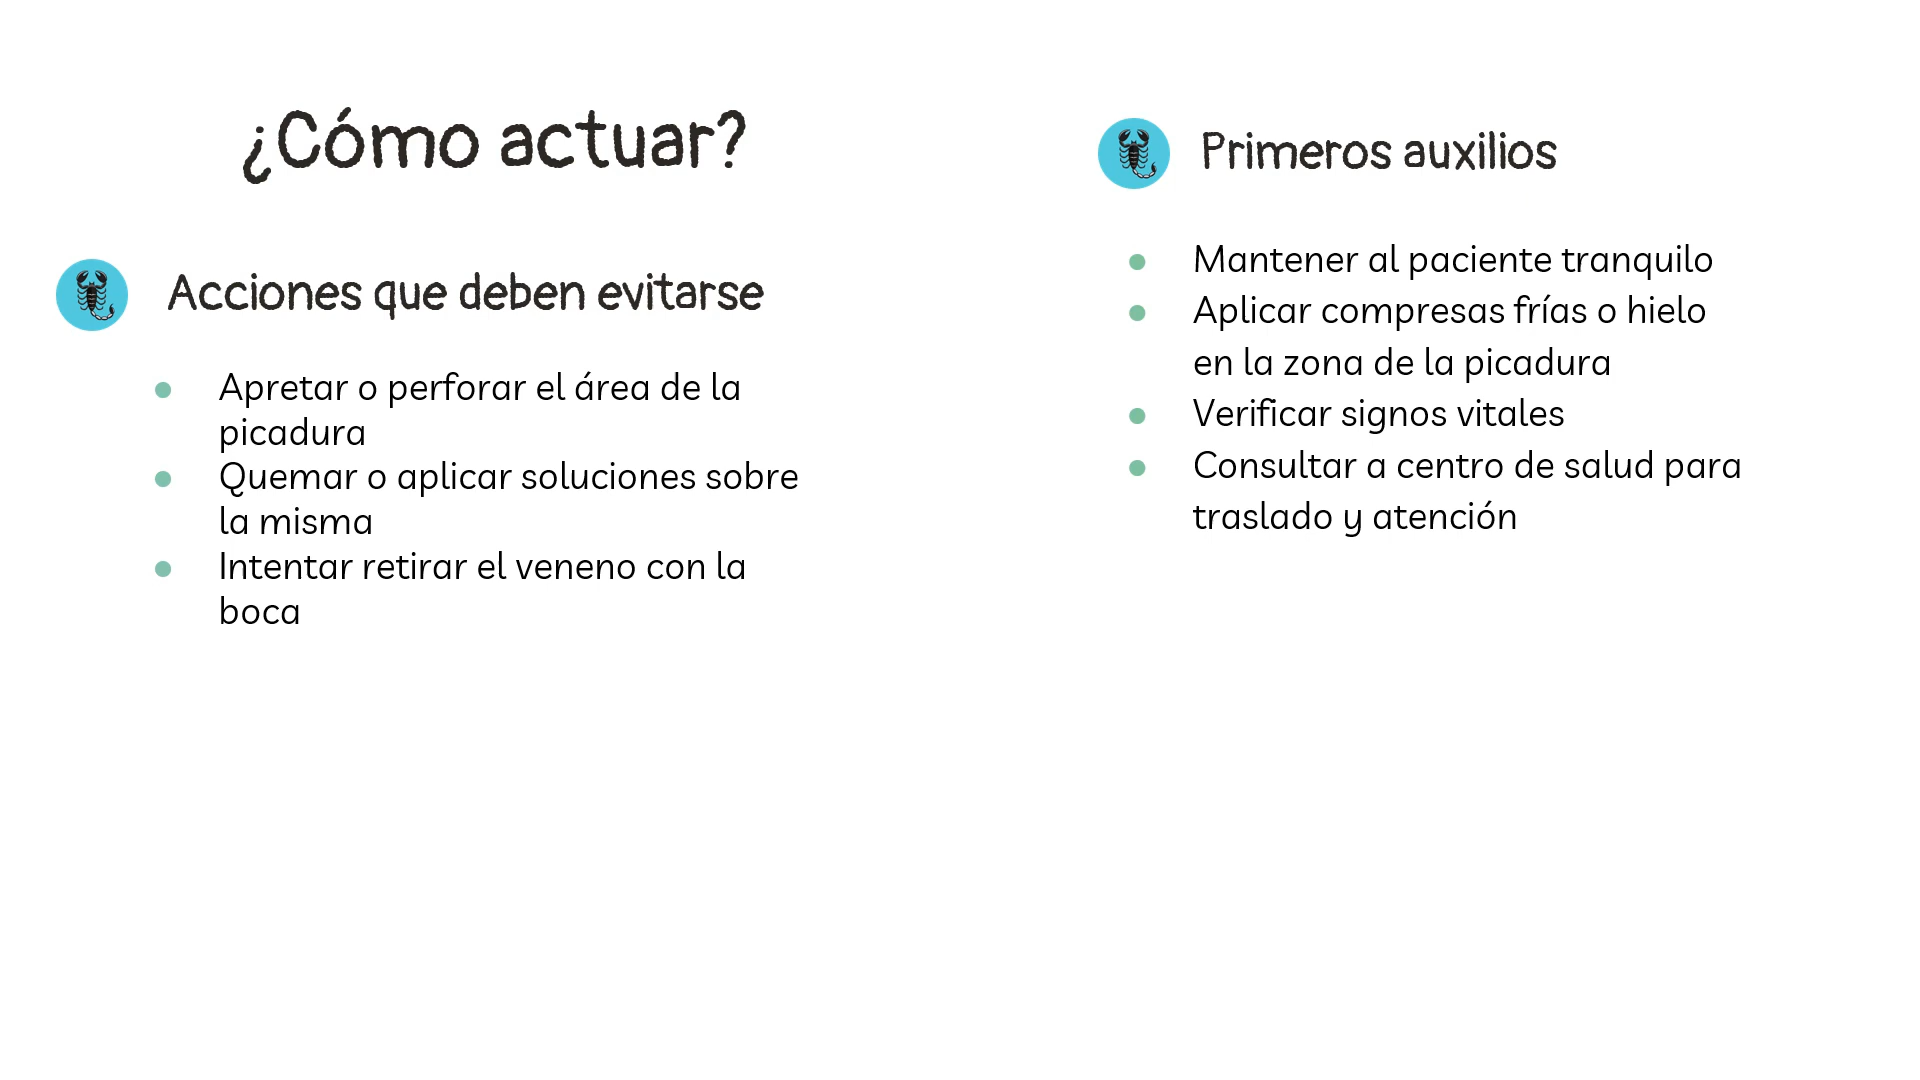 ¿Cómo actuar?
Acciones que deben evitarse
Apretar o perforar el área de la
picadura
Quemar o aplicar soluciones sobre
la misma
Intentar retirar el veneno con la
boca
Primeros auxilios
Mantener al paciente tranquilo
Aplicar compresas frías o hielo
en la zona de la picadura
Verificar signos vitales
Consultar a centro de salud para
traslado y atención